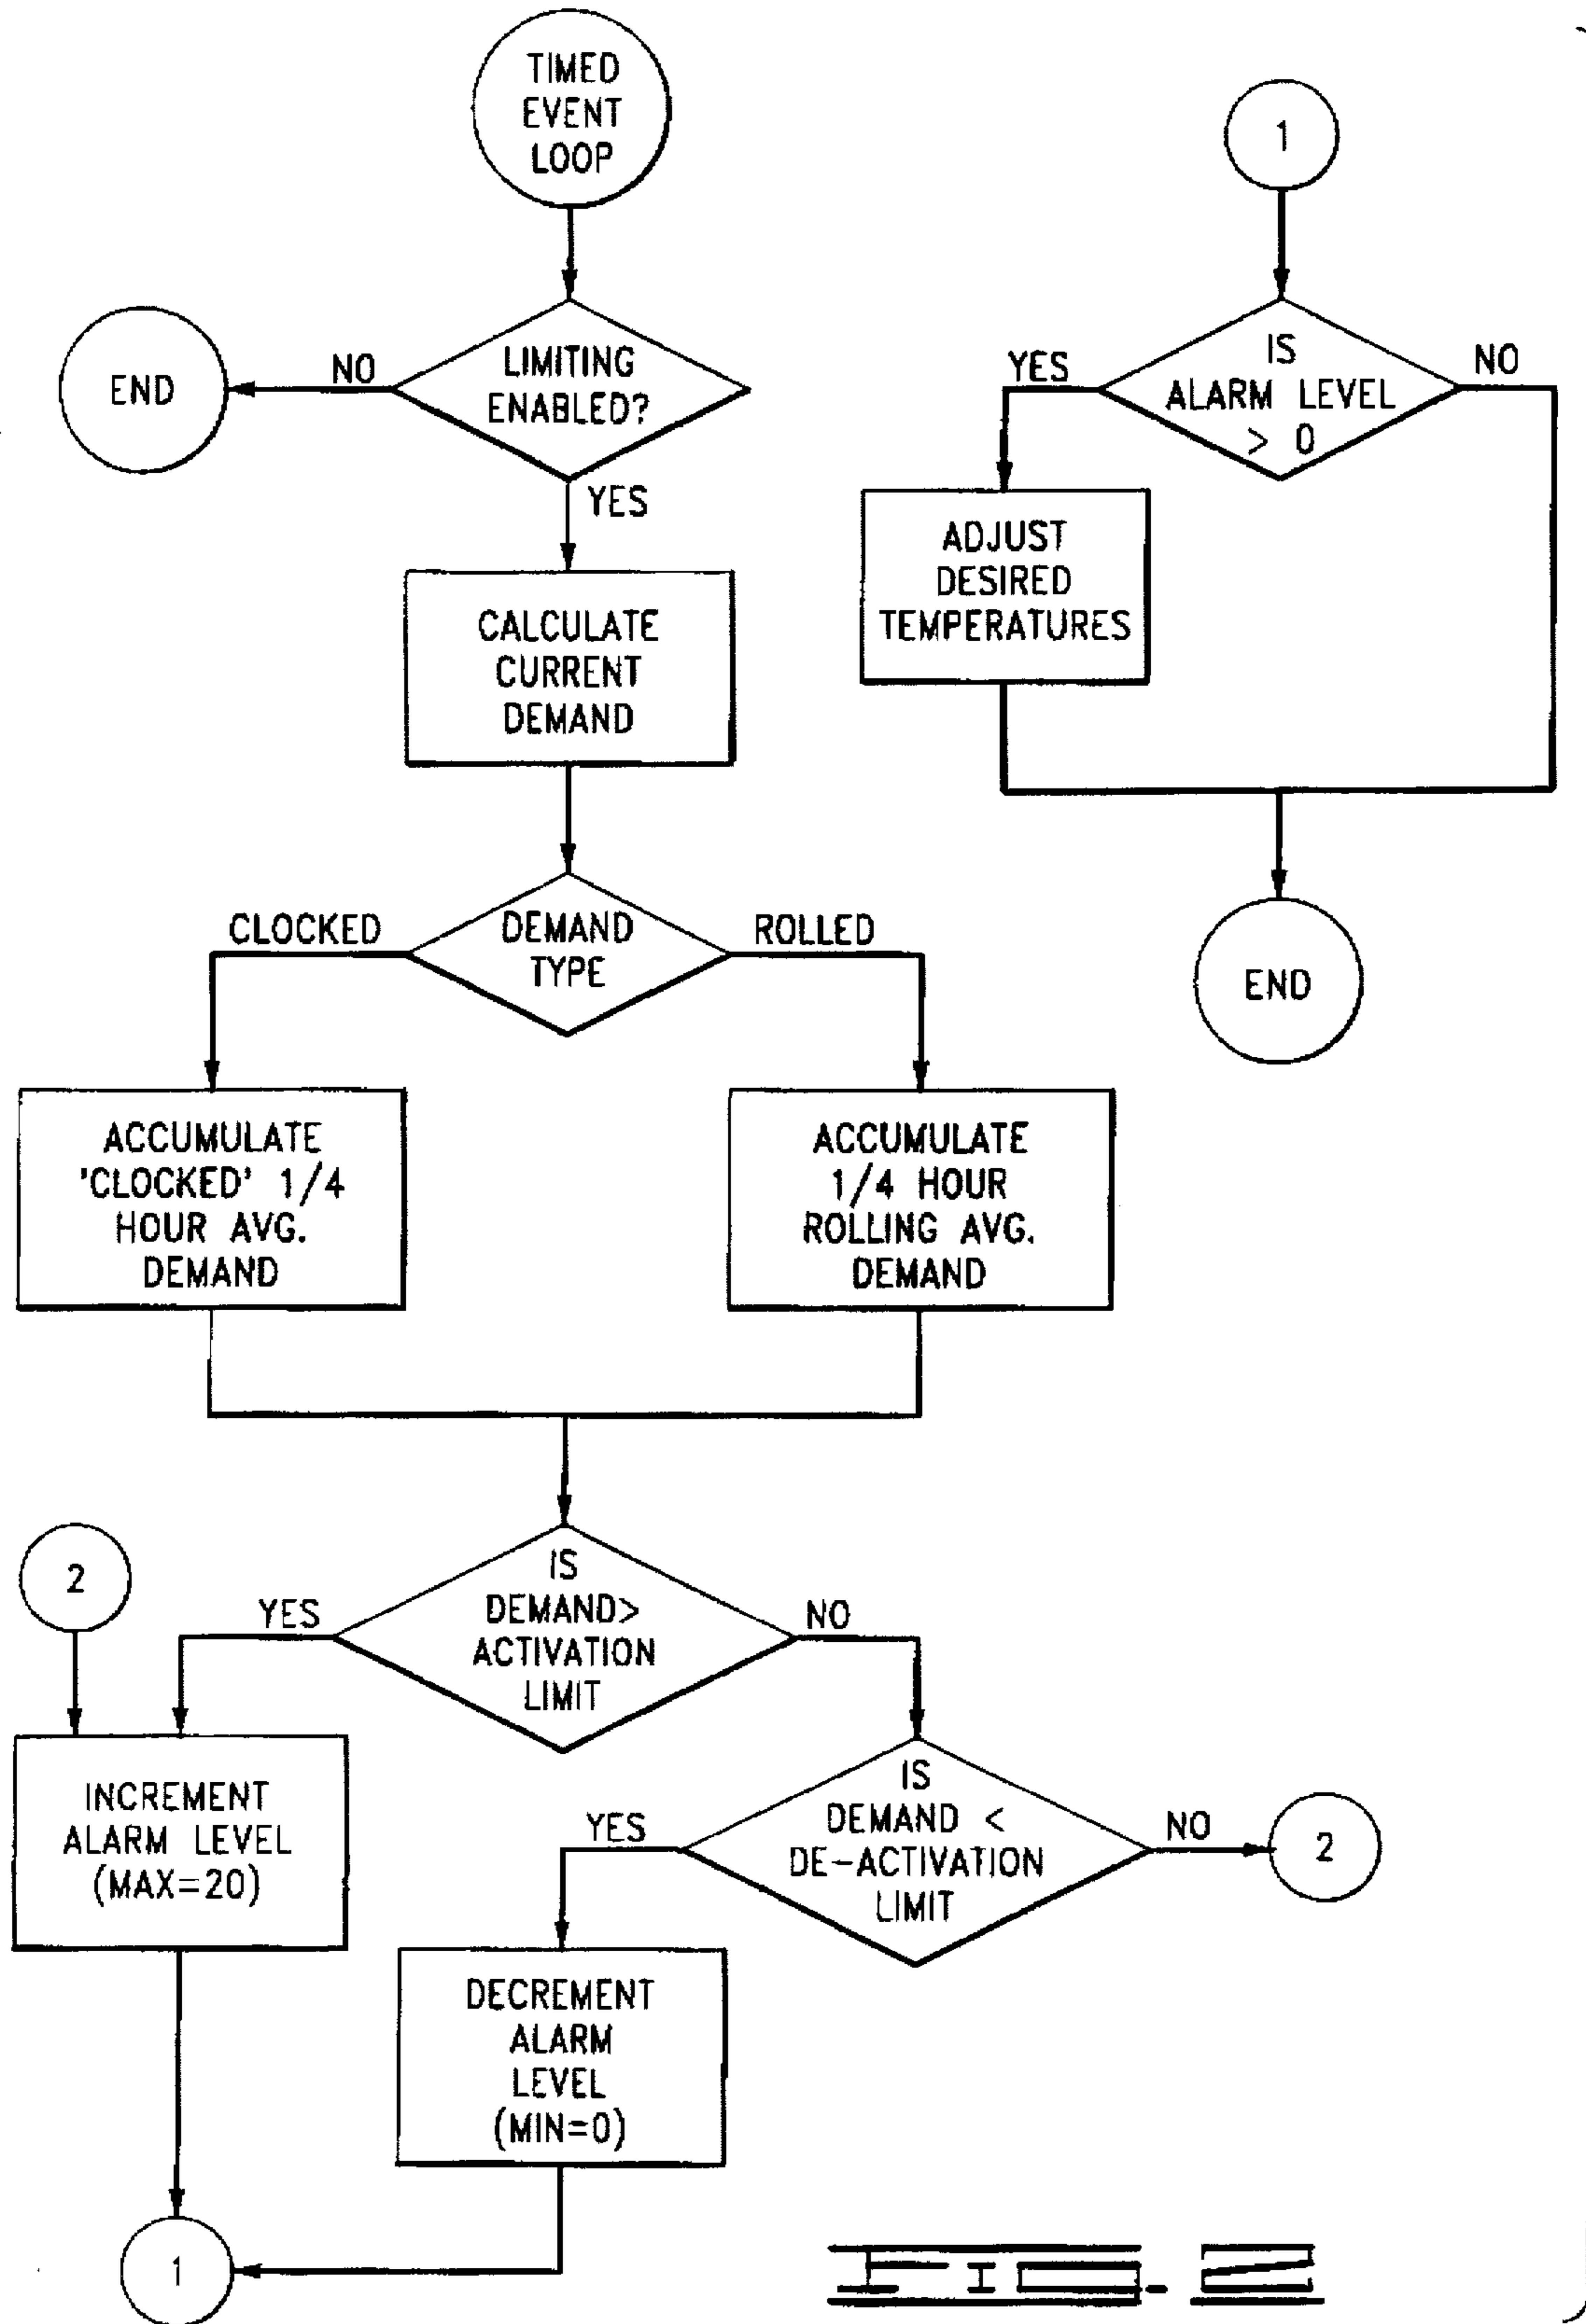 TIMED
EVENT
LOOP
LIMITING
ENABLED?
NO
END
YES
CALCULATE
CURRENT
DEMAND
DEMAND
TYPE
CLOCKED
ROLLED
ACCUMULATE
'CLOCKED' 1/4
HOUR AVG.
DEMAND
ACCUMULATE
1/4 HOUR
ROLLING AVG.
DEMAND
IS
DEMAND>
ACTIVATION
LIMIT
YES
NO
2
INCREMENT
ALARM LEVEL
(MAX=20)
IS
DEMAND <
DE-ACTIVATION
LIMIT
YES
NO
2
DECREMENT
ALARM
LEVEL
(MIN=0)
1
1
IS
ALARM LEVEL
> 0
YES
NO
ADJUST
DESIRED
TEMPERATURES
END